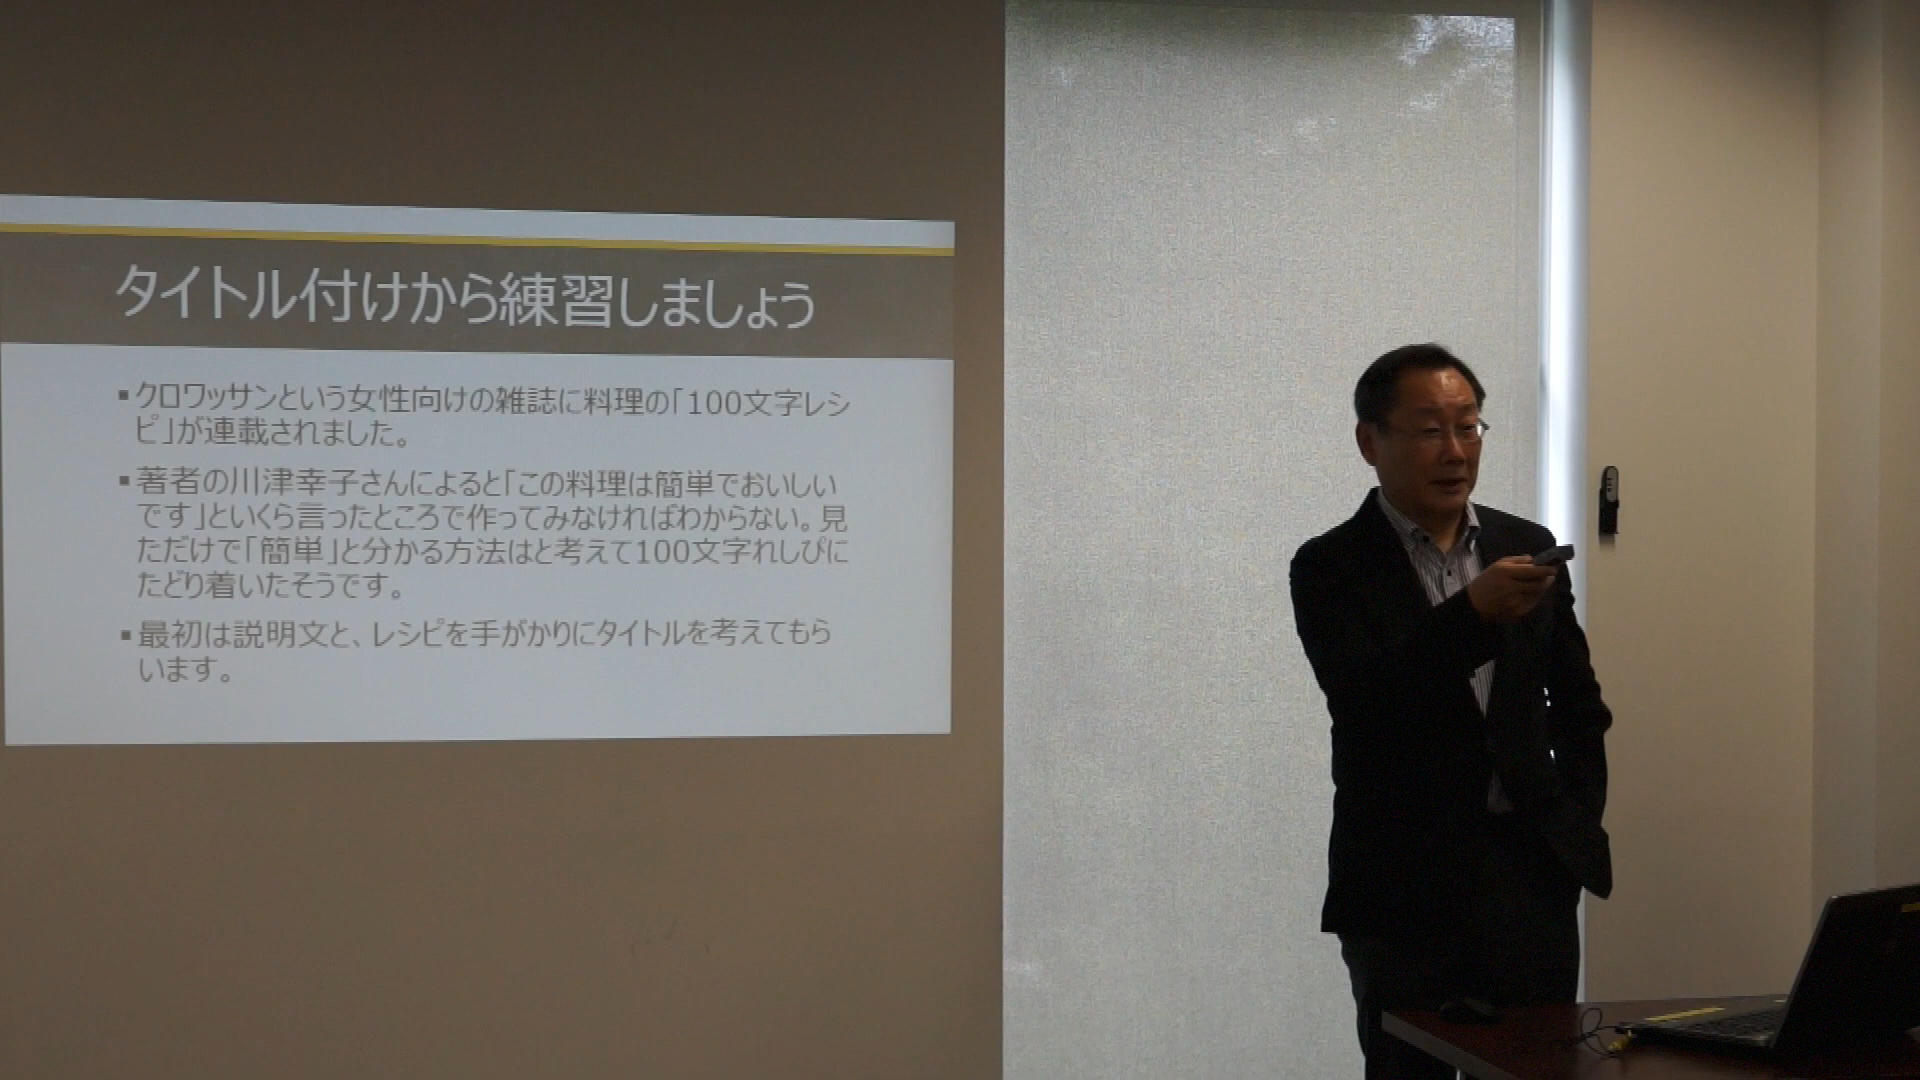 タイトル付けから練習しましょう
▪クロワッサンという女性向けの雑誌に料理の「100文字レシ
ピ」が連載されました。
▪著者の川津幸子さんによると「この料理は簡単でおいしい
です」といくら言ったところで作ってみなければわからない。見
ただけで「簡単」と分かる方法はと考えて100文字れしぴに
たどり着いたそうです。
▪最初は説明文と、レシピを手がかりにタイトルを考えてもら
います。